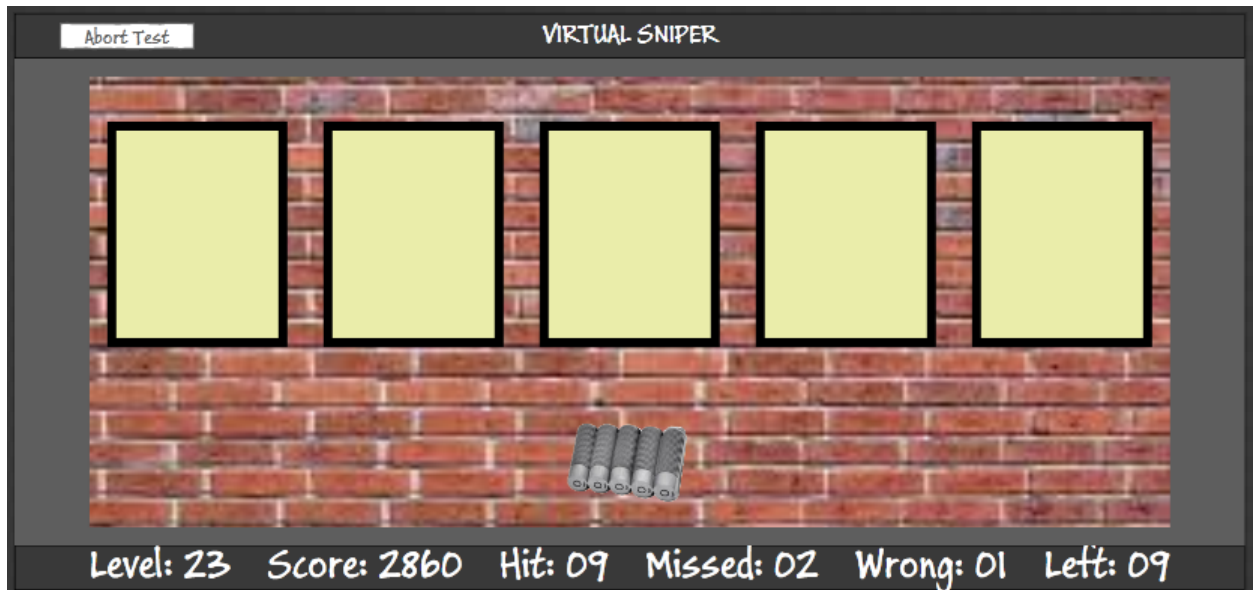 Abort Test
VIRTUAL SNIPER
Level: 23 Score: 2860 Hit: 09 Missed: 02 Wrong: 01 Left: 09